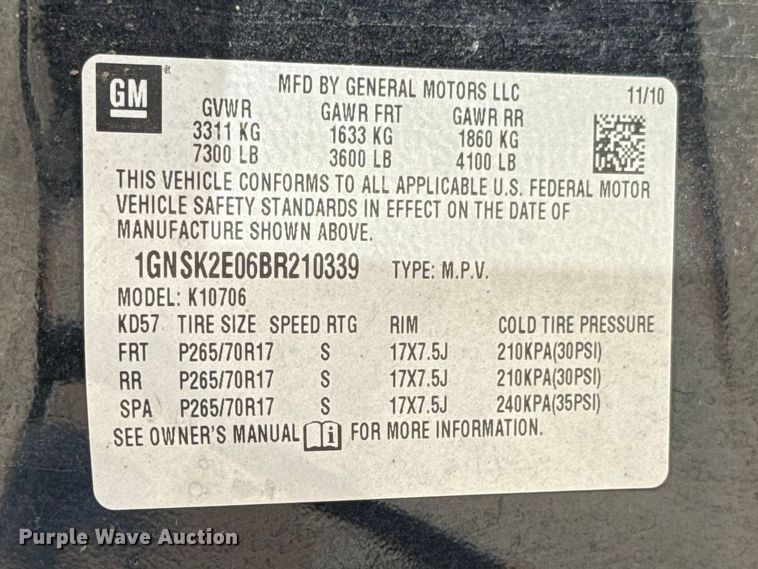 GM ®
MFD BY GENERAL MOTORS LLC 11/10
GVWR GAWR FRT GAWR RR
3311 KG 1633 KG 1860 KG
7300 LB 3600 LB 4100 LB
THIS VEHICLE CONFORMS TO ALL APPLICABLE U.S. FEDERAL MOTOR
VEHICLE SAFETY STANDARDS IN EFFECT ON THE DATE OF
MANUFACTURE SHOWN ABOVE.
1GNSK2E06BR210339 TYPE: M.P.V.
MODEL: K10706
KD57 TIRE SIZE SPEED RTG RIM COLD TIRE PRESSURE
FRT P265/70R17 S 17X7.5J 210KPA(30PSI)
RR P265/70R17 S 17X7.5J 210KPA(30PSI)
SPA P265/70R17 S 17X7.5J 240KPA(35PSI)
SEE OWNER'S MANUAL i FOR MORE INFORMATION.
Purple Wave Auction